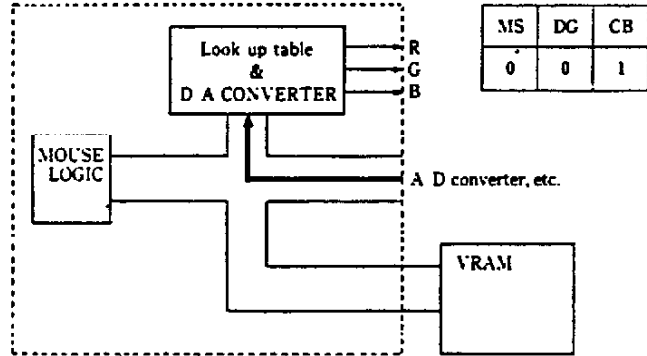 Look up table
&
D A CONVERTER
R
G
B
MS DG CB
0 0 1
MOUSE
LOGIC
A D converter, etc.
VRAM